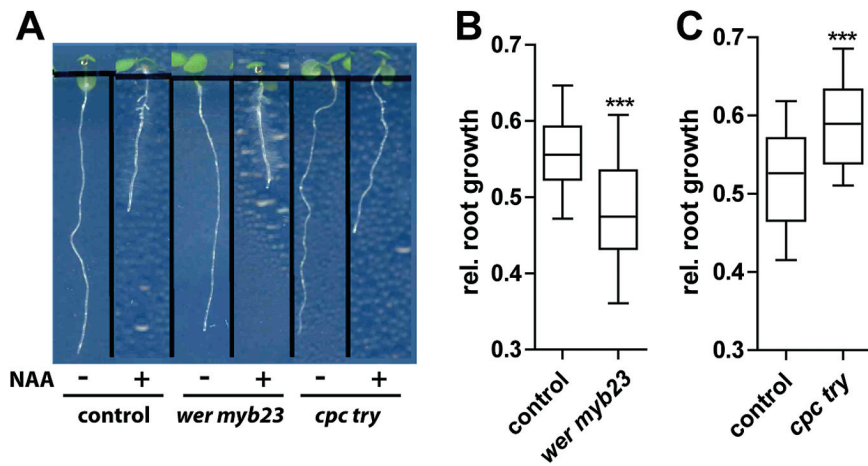 A
NAA - + - + - +
control wer myb23 cpc try
B
rel. root growth
0.7
0.6
0.5
0.4
0.3
***
control
wer myb23
C
rel. root growth
0.7
0.6
0.5
0.4
0.3
***
control
cpc try